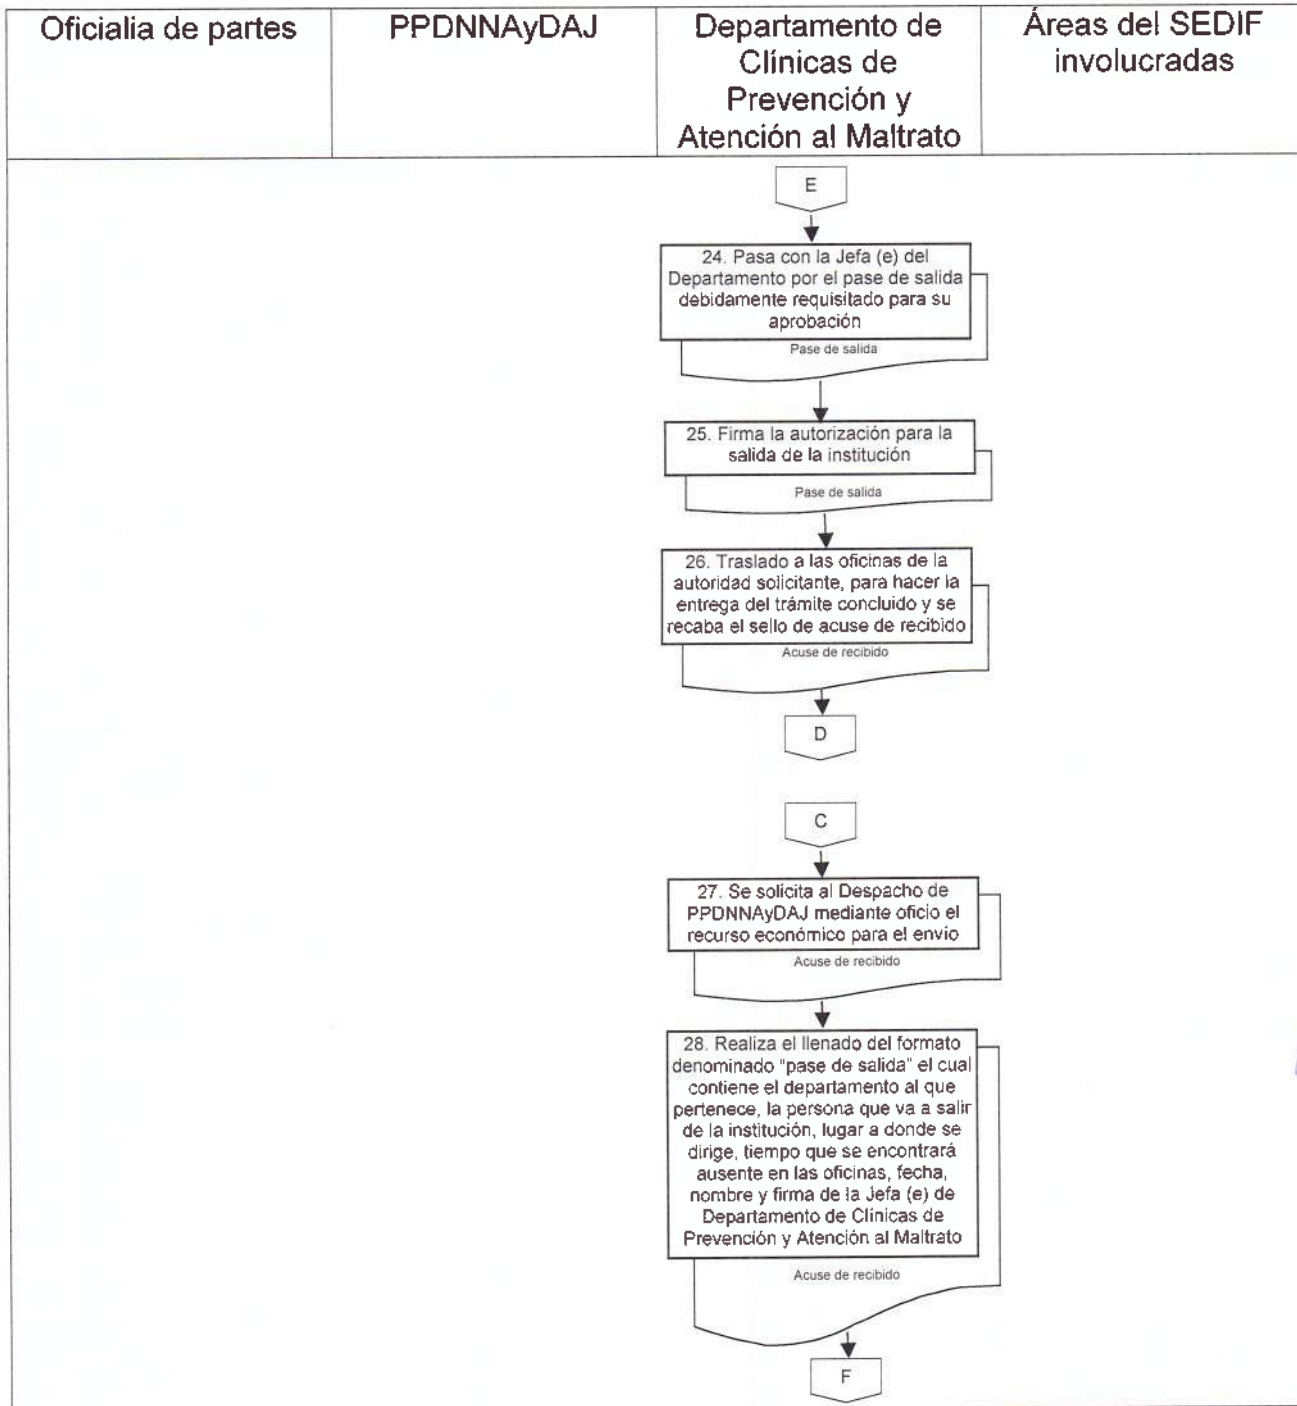 Oficialia de partes
PPDNNAyDAJ
Departamento de
Clínicas de
Prevención y
Atención al Maltrato
Áreas del SEDIF
involucradas
E
24. Pasa con la Jefa (e) del
Departamento por el pase de salida
debidamente requisitado para su
aprobación
Pase de salida
25. Firma la autorización para la
salida de la institución
Pase de salida
26. Traslado a las oficinas de la
autoridad solicitante, para hacer la
entrega del trámite concluido y se
recaba el sello de acuse de recibido
Acuse de recibido
D
C
27. Se solicita al Despacho de
PPDNNAyDAJ mediante oficio el
recurso económico para el envío
Acuse de recibido
28. Realiza el llenado del formato
denominado "pase de salida" el cual
contiene el departamento al que
pertenece, la persona que va a salir
de la institución, lugar a donde se
dirige, tiempo que se encontrará
ausente en las oficinas, fecha,
nombre y firma de la Jefa (e) de
Departamento de Clínicas de
Prevención y Atención al Maltrato
Acuse de recibido
F